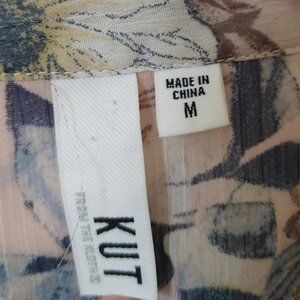 MADE IN
CHINA
M
KUT
FROM THE KLOTH